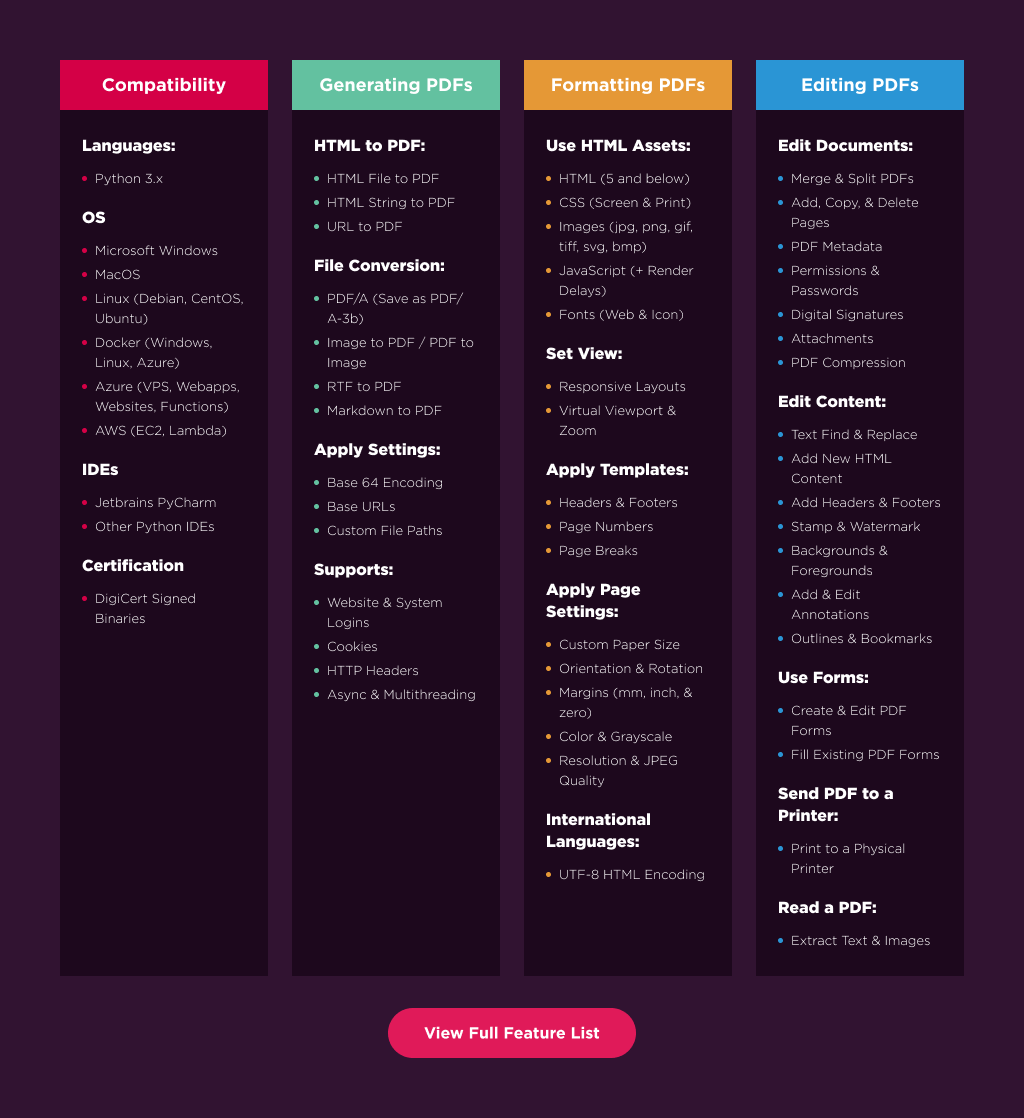 Compatibility
Languages:
Python 3.x
OS
Microsoft Windows
MacOS
Linux (Debian, CentOS,
Ubuntu)
Docker (Windows,
Linux, Azure)
Azure (VPS, Webapps,
Websites, Functions)
AWS (EC2, Lambda)
IDEs
Jetbrains PyCharm
Other Python IDEs
Certification
DigiCert Signed
Binaries
Generating PDFs
HTML to PDF:
HTML File to PDF
HTML String to PDF
URL to PDF
File Conversion:
PDF/A (Save as PDF/
A-3b)
Image to PDF / PDF to
Image
RTF to PDF
Markdown to PDF
Apply Settings:
Base 64 Encoding
Base URLs
Custom File Paths
Supports:
Website & System
Logins
Cookies
HTTP Headers
Async & Multithreading
Formatting PDFs
Use HTML Assets:
HTML (5 and below)
CSS (Screen & Print)
Images (jpg, png, gif,
tiff, svg, bmp)
JavaScript (+ Render
Delays)
Fonts (Web & Icon)
Set View:
Responsive Layouts
Virtual Viewport &
Zoom
Apply Templates:
Headers & Footers
Page Numbers
Page Breaks
Apply Page
Settings:
Custom Paper Size
Orientation & Rotation
Margins (mm, inch, &
zero)
Color & Grayscale
Resolution & JPEG
Quality
International
Languages:
UTF-8 HTML Encoding
Editing PDFs
Edit Documents:
Merge & Split PDFs
Add, Copy, & Delete
Pages
PDF Metadata
Permissions &
Passwords
Digital Signatures
Attachments
PDF Compression
Edit Content:
Text Find & Replace
Add New HTML
Content
Add Headers & Footers
Stamp & Watermark
Backgrounds &
Foregrounds
Add & Edit
Annotations
Outlines & Bookmarks
Use Forms:
Create & Edit PDF
Forms
Fill Existing PDF Forms
Send PDF to a
Printer:
Print to a Physical
Printer
Read a PDF:
Extract Text & Images
View Full Feature List